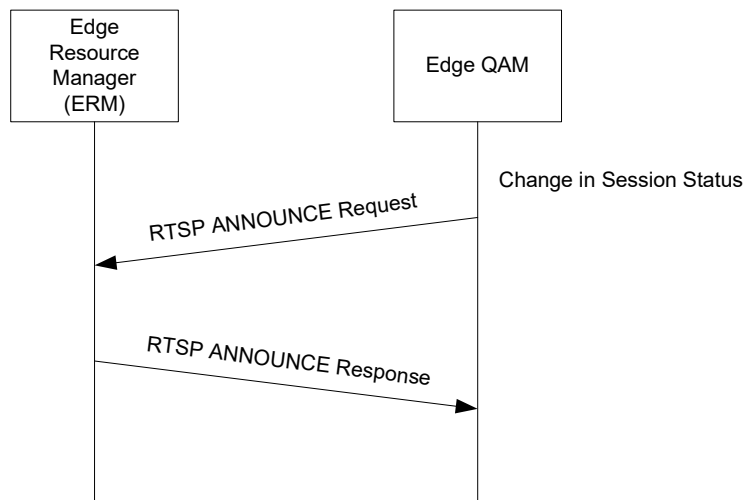 Edge
Resource
Manager
(ERM)
Edge QAM
Change in Session Status
RTSP ANNOUNCE Request
RTSP ANNOUNCE Response